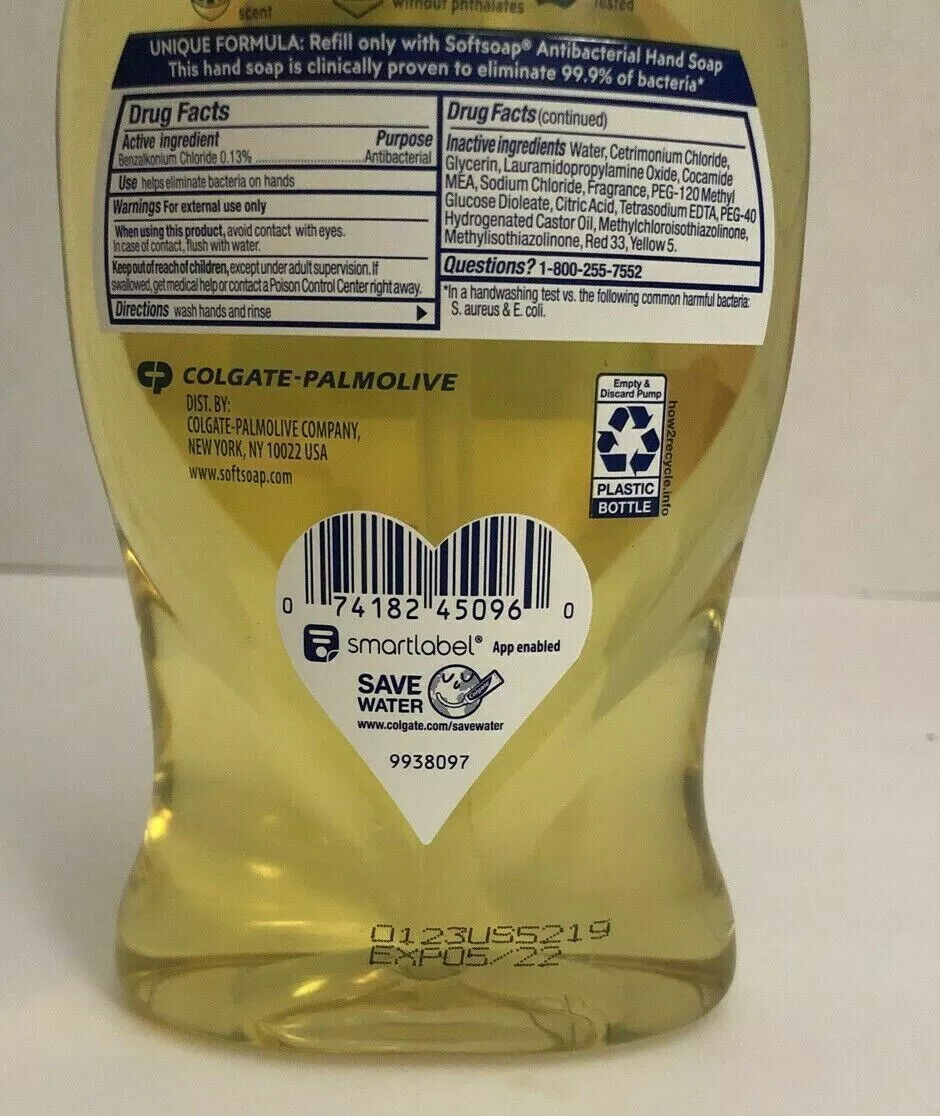 scent
without phthalates
Tested
UNIQUE FORMULA: Refill only with Softsoap® Antibacterial Hand Soap
This hand soap is clinically proven to eliminate 99.9% of bacteria*
Drug Facts
Active ingredient Purpose
Benzalkonium Chloride 0.13%........................Antibacterial
Use helps eliminate bacteria on hands
Warnings For external use only
When using this product, avoid contact with eyes.
In case of contact, flush with water.
Keep out of reach of children, except under adult supervision. If
swallowed, get medical help or contact a Poison Control Center right away.
Directions wash hands and rinse
Drug Facts (continued)
Inactive ingredients Water, Cetrimonium Chloride,
Glycerin, Lauramidopropylamine Oxide, Cocamide
MEA, Sodium Chloride, Fragrance, PEG-120 Methyl
Glucose Dioleate, Citric Acid, Tetrasodium EDTA, PEG-40
Hydrogenated Castor Oil, Methylchloroisothiazolinone,
Methylisothiazolinone, Red 33, Yellow 5.
Questions? 1-800-255-7552
*In a handwashing test vs. the following common harmful bacteria:
S. aureus & E. coli.
CP COLGATE-PALMOLIVE
DIST. BY:
COLGATE-PALMOLIVE COMPANY,
NEW YORK, NY 10022 USA
www.softsoap.com
Empty &
Discard Pump
PLASTIC
BOTTLE
how2recycle.info
0 74182 45096 0
smartlabel® App enabled
SAVE
WATER
www.colgate.com/savewater
9938097
0123US5219
EXP05/22